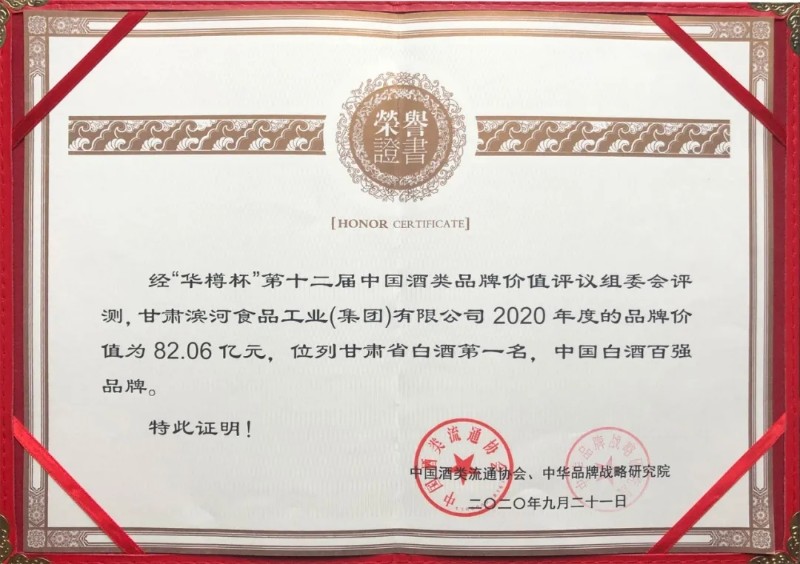 榮譽
證書
[HONOR CERTIFICATE]
经“华樽杯”第十二届中国酒类品牌价值评议组委会评
测,甘肃滨河食品工业(集团)有限公司 2020 年度的品牌价
值为 82.06 亿元，位列甘肃省白酒第一名，中国白酒百强
品牌。
特此证明！
中国酒类流通协会
中国酒类流通协会、中华品牌战略研究院
二〇二〇年九月二十一日